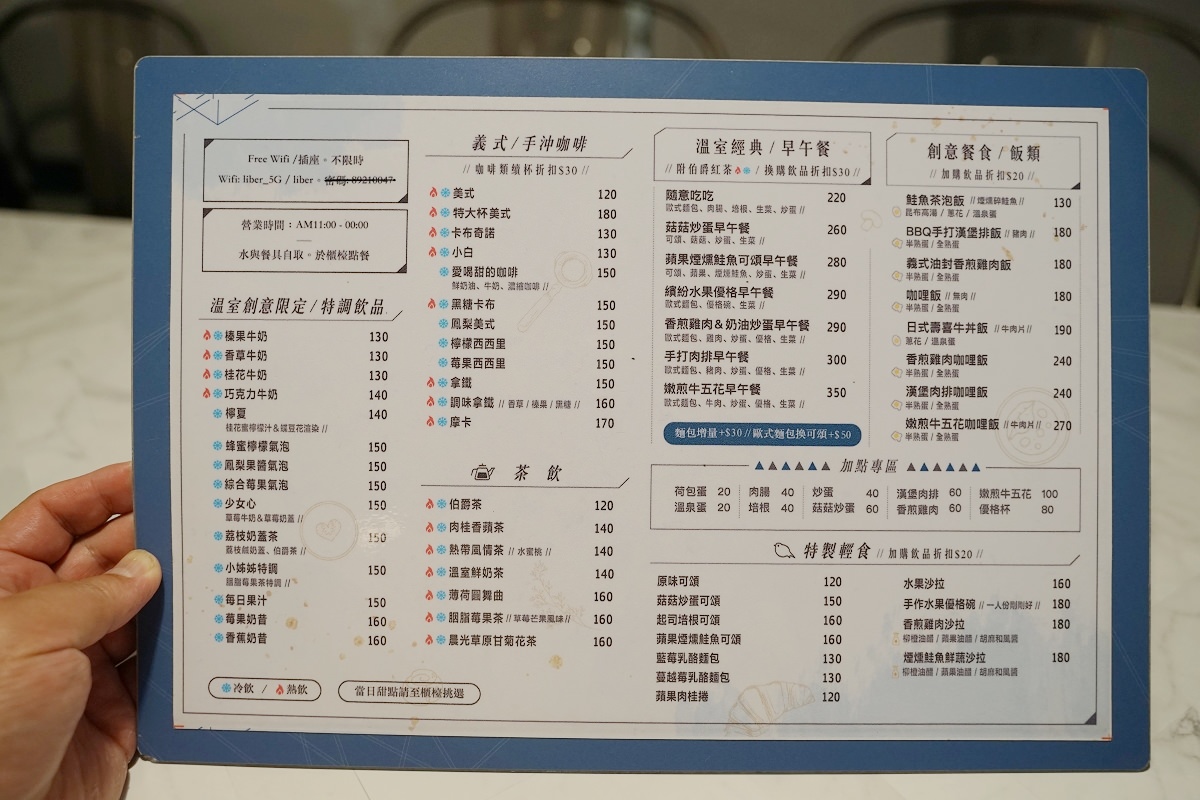 Free Wifi /插座。不限時
Wifi: liber_5G / liber。密碼: 89210047
營業時間：AM11:00 - 00:00
水與餐具自取。於櫃檯點餐
溫室創意限定/特調飲品
榛果牛奶 130
香草牛奶 130
桂花牛奶 130
巧克力牛奶 140
檸夏 140
桂花蜜檸檬汁＆蝶豆花渲染 //
蜂蜜檸檬氣泡 150
鳳梨果醬氣泡 150
綜合莓果氣泡 150
少女心 150
草莓牛奶＆草莓奶蓋 //
荔枝奶蓋茶 150
荔枝鹹奶蓋、伯爵茶 //
小姊姊特調 150
胭脂莓果茶特調 //
每日果汁 150
莓果奶昔 160
香蕉奶昔 160
冷飲 / 熱飲
當日甜點請至櫃檯挑選
義式/手沖咖啡
// 咖啡類續杯折扣$30 //
美式 120
特大杯美式 180
卡布奇諾 130
小白 130
愛喝甜的咖啡 150
鮮奶油、牛奶、濃縮咖啡 //
黑糖卡布 150
鳳梨美式 150
檸檬西西里 150
莓果西西里 150
拿鐵 150
調味拿鐵 // 香草 / 榛果 / 黑糖 // 160
摩卡 170
茶 飲
伯爵茶 120
肉桂香蘋茶 140
熱帶風情茶 // 水蜜桃 // 140
溫室鮮奶茶 140
薄荷圓舞曲 160
胭脂莓果茶 // 草莓芒果風味 // 160
晨光草原甘菊花茶 160
溫室經典 / 早午餐
// 附伯爵紅茶 / 換購飲品折扣$30 //
隨意吃吃 220
歐式麵包、肉腸、培根、生菜、炒蛋 //
菇菇炒蛋早午餐 260
可頌、菇菇、炒蛋、生菜 //
蘋果煙燻鮭魚可頌早午餐 280
可頌、蘋果、煙燻鮭魚、炒蛋、生菜 //
繽紛水果優格早午餐 290
歐式麵包、優格碗、生菜 //
香煎雞肉＆奶油炒蛋早午餐 290
歐式麵包、雞肉、炒蛋、優格、生菜 //
手打肉排早午餐 300
歐式麵包、豬肉、炒蛋、優格、生菜 //
嫩煎牛五花早午餐 350
歐式麵包、牛肉、炒蛋、優格、生菜 //
麵包增量+$30 // 歐式麵包換可頌+$50
創意餐食 / 飯類
// 加購飲品折扣$20 //
鮭魚茶泡飯 // 煙燻碎鮭魚 // 130
昆布高湯 / 蔥花 / 溫泉蛋
BBQ手打漢堡排飯 // 豬肉 // 180
半熟蛋 / 全熟蛋
義式油封香煎雞肉飯 180
半熟蛋 / 全熟蛋
咖哩飯 // 無肉 // 180
半熟蛋 / 全熟蛋
日式壽喜牛丼飯 // 牛肉片 // 190
蔥花 / 溫泉蛋
香煎雞肉咖哩飯 240
半熟蛋 / 全熟蛋
漢堡肉排咖哩飯 240
半熟蛋 / 全熟蛋
嫩煎牛五花咖哩飯 // 牛肉片 // 270
半熟蛋 / 全熟蛋
加點專區
荷包蛋 20 肉腸 40 炒蛋 40 漢堡肉排 60 嫩煎牛五花 100
溫泉蛋 20 培根 40 菇菇炒蛋 60 香煎雞肉 60 優格杯 80
特製輕食 // 加購飲品折扣$20 //
原味可頌 120
菇菇炒蛋可頌 150
起司培根可頌 160
蘋果煙燻鮭魚可頌 160
藍莓乳酪麵包 130
蔓越莓乳酪麵包 130
蘋果肉桂捲 120
水果沙拉 160
手作水果優格碗 // 一人份剛剛好 // 180
香煎雞肉沙拉 180
柳橙油醋 / 蘋果油醋 / 胡麻和風醬
煙燻鮭魚鮮蔬沙拉 180
柳橙油醋 / 蘋果油醋 / 胡麻和風醬